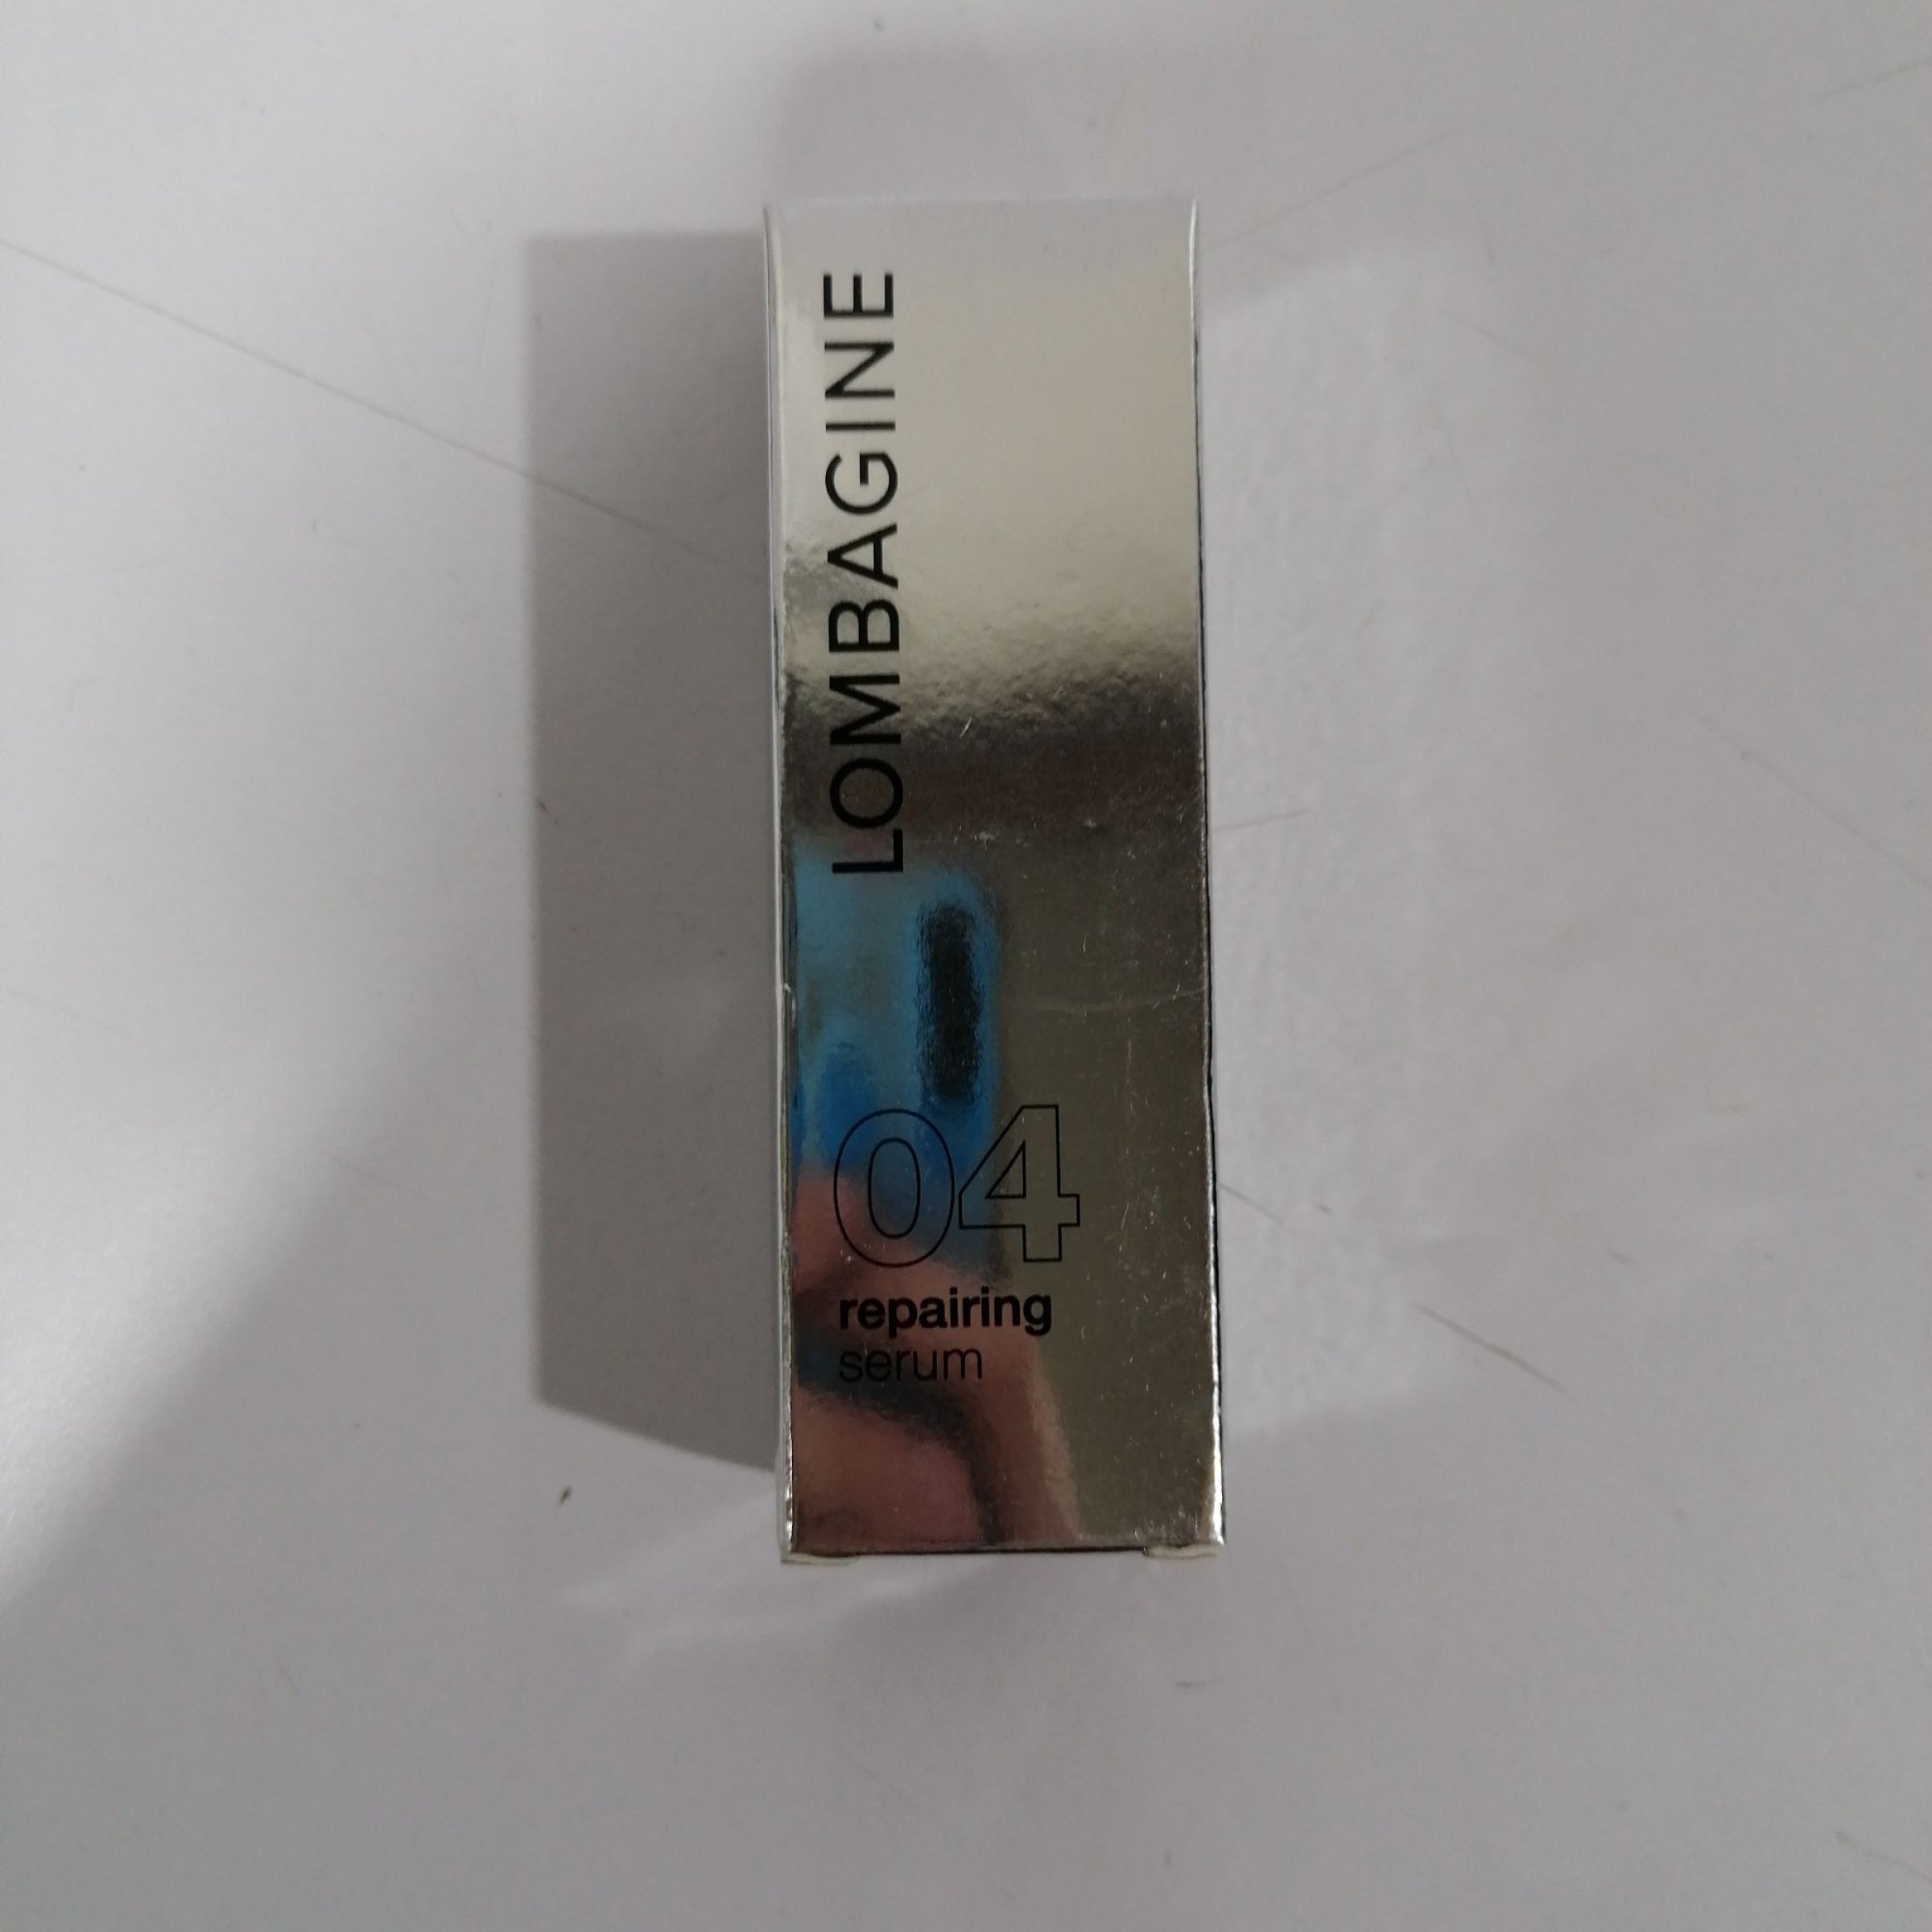 LOMBAGINE
04
repairing
serum